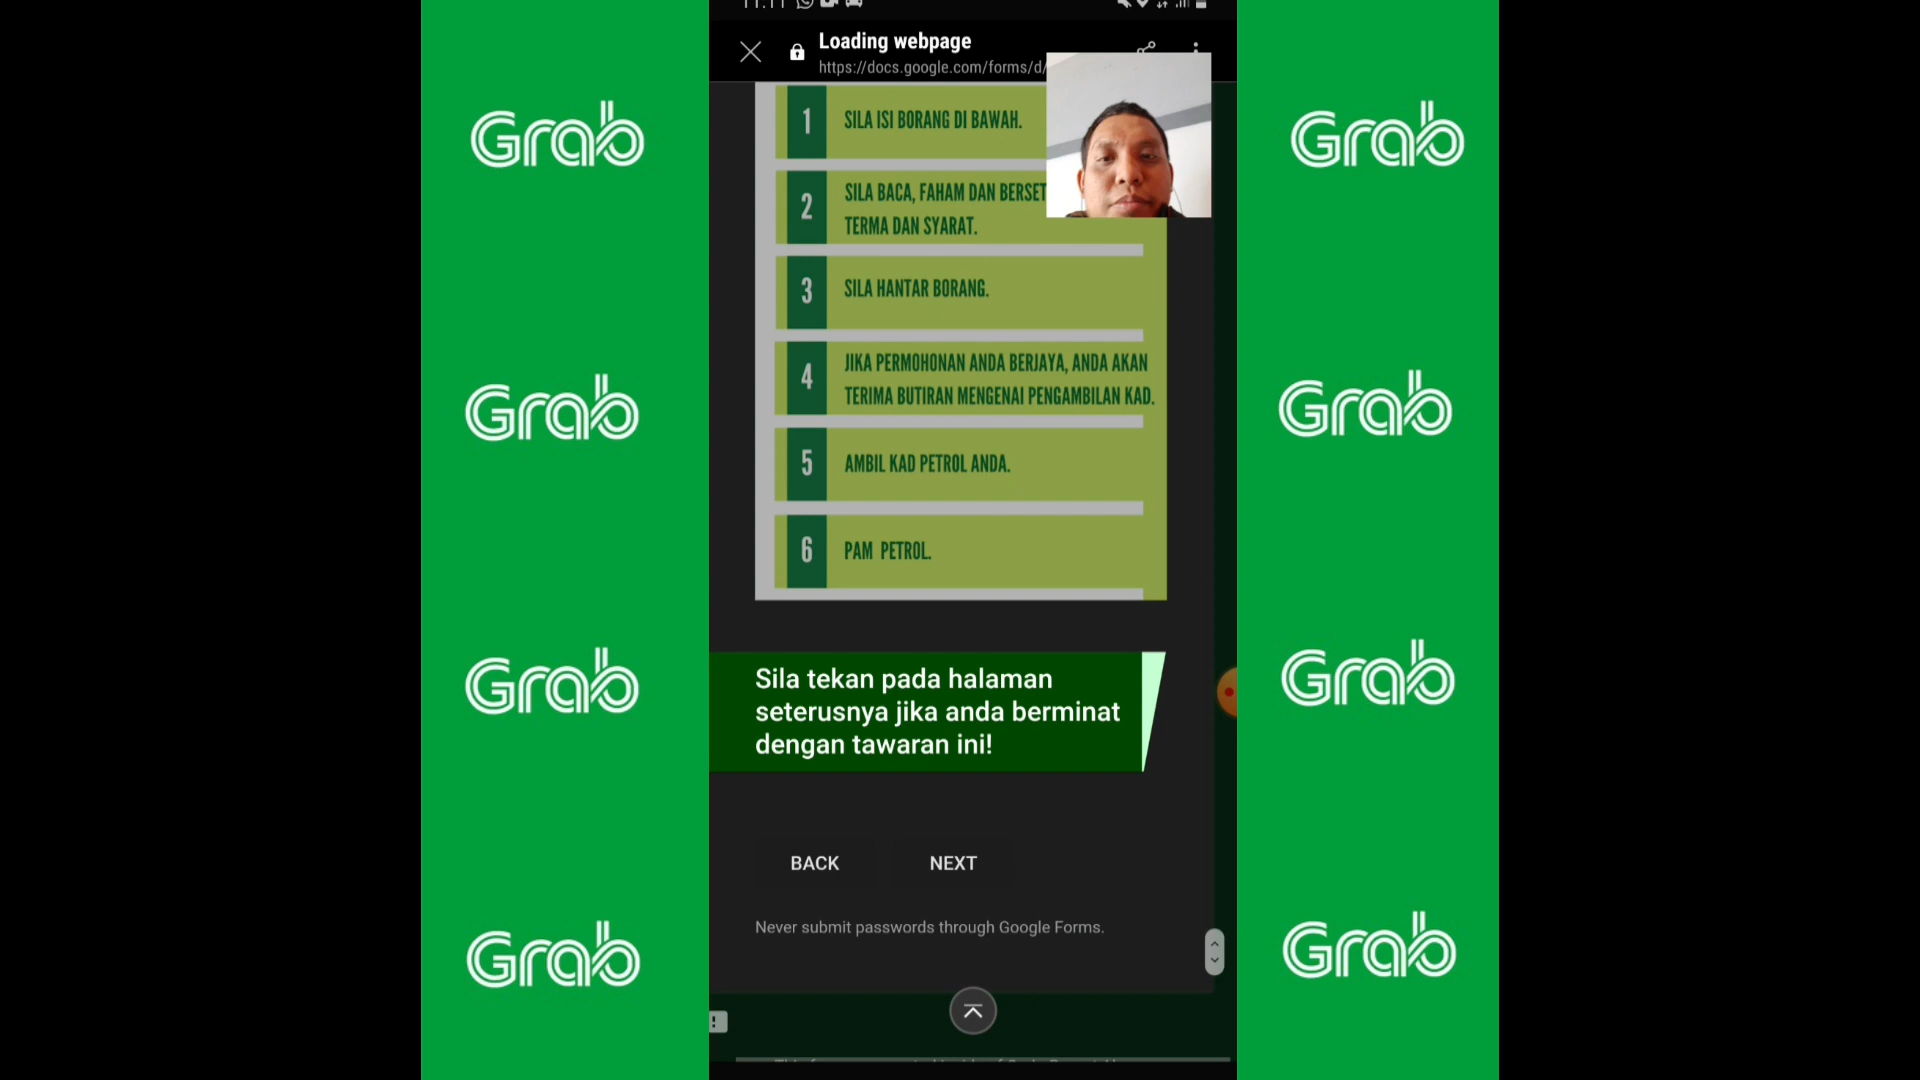 11:11
Loading webpage
https://docs.google.com/forms/d/
1 SILA ISI BORANG DI BAWAH.
2 SILA BACA, FAHAM DAN BERSET
TERMA DAN SYARAT.
3 SILA HANTAR BORANG.
4 JIKA PERMOHONAN ANDA BERJAYA, ANDA AKAN
TERIMA BUTIRAN MENGENAI PENGAMBILAN KAD.
5 AMBIL KAD PETROL ANDA.
6 PAM PETROL.
Sila tekan pada halaman
seterusnya jika anda berminat
dengan tawaran ini!
BACK NEXT
Never submit passwords through Google Forms.
Grab Grab
Grab Grab
Grab Grab
Grab Grab